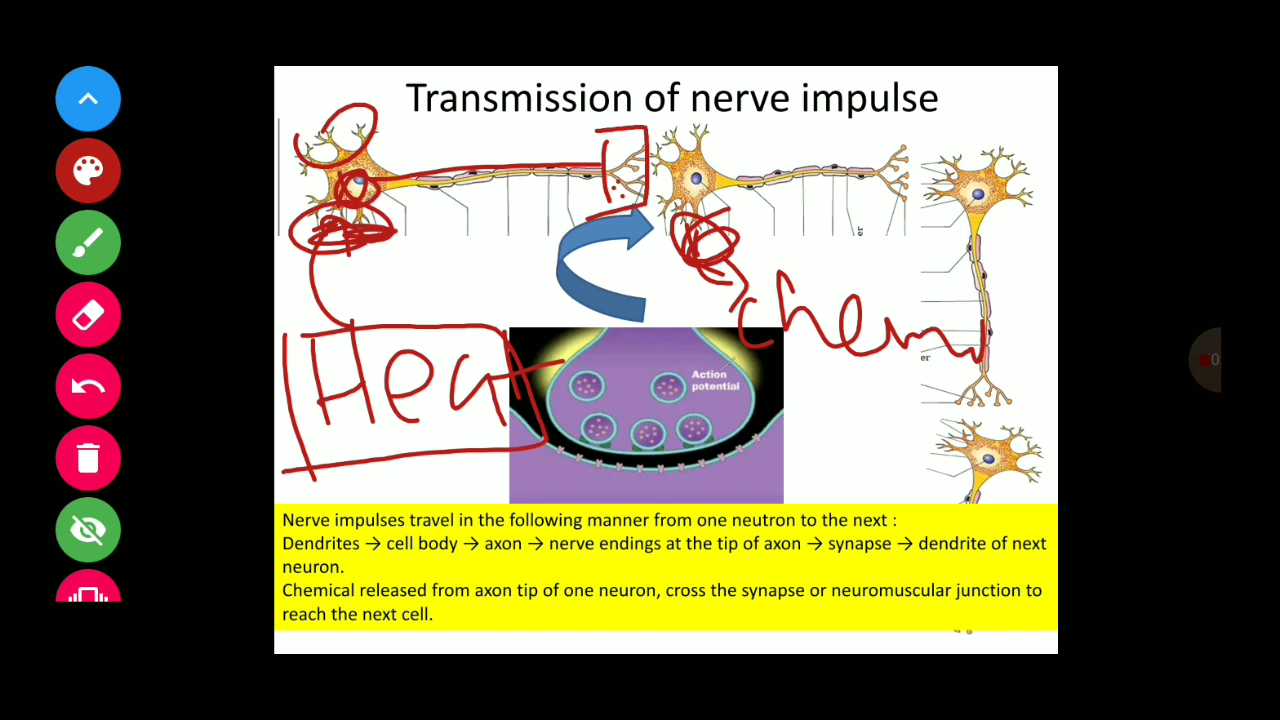 Transmission of nerve impulse
er
Heat
chem
er
Action
potential
Nerve impulses travel in the following manner from one neutron to the next :
Dendrites → cell body → axon → nerve endings at the tip of axon → synapse → dendrite of next
neuron.
Chemical released from axon tip of one neuron, cross the synapse or neuromuscular junction to
reach the next cell.